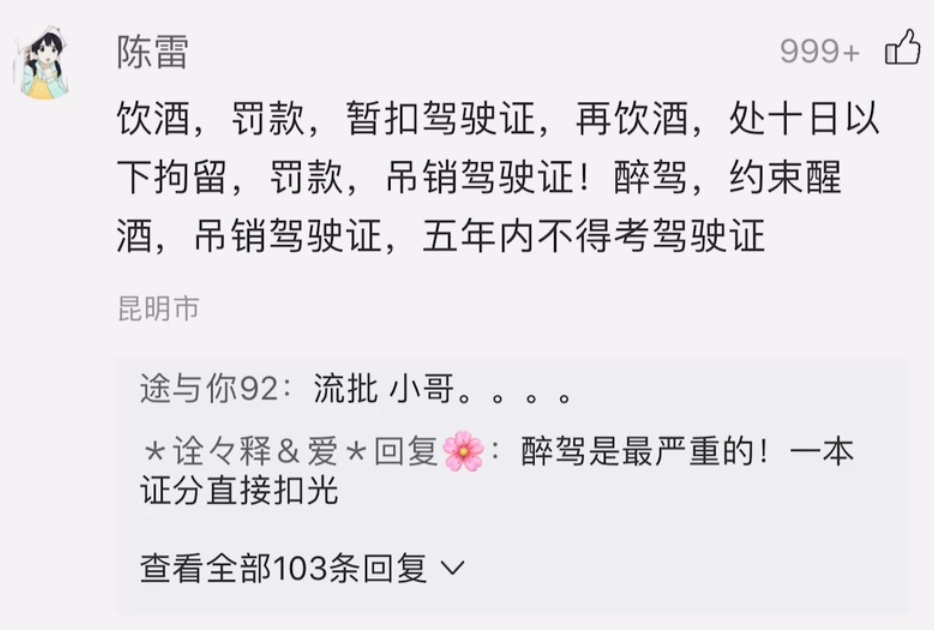 陈雷
999+
饮酒，罚款，暂扣驾驶证，再饮酒，处十日以
下拘留，罚款，吊销驾驶证！醉驾，约束醒
酒，吊销驾驶证，五年内不得考驾驶证
昆明市
途与你92：流批 小哥。。。。
＊诠々释＆爱＊回复🌸：醉驾是最严重的！一本
证分直接扣光
查看全部103条回复